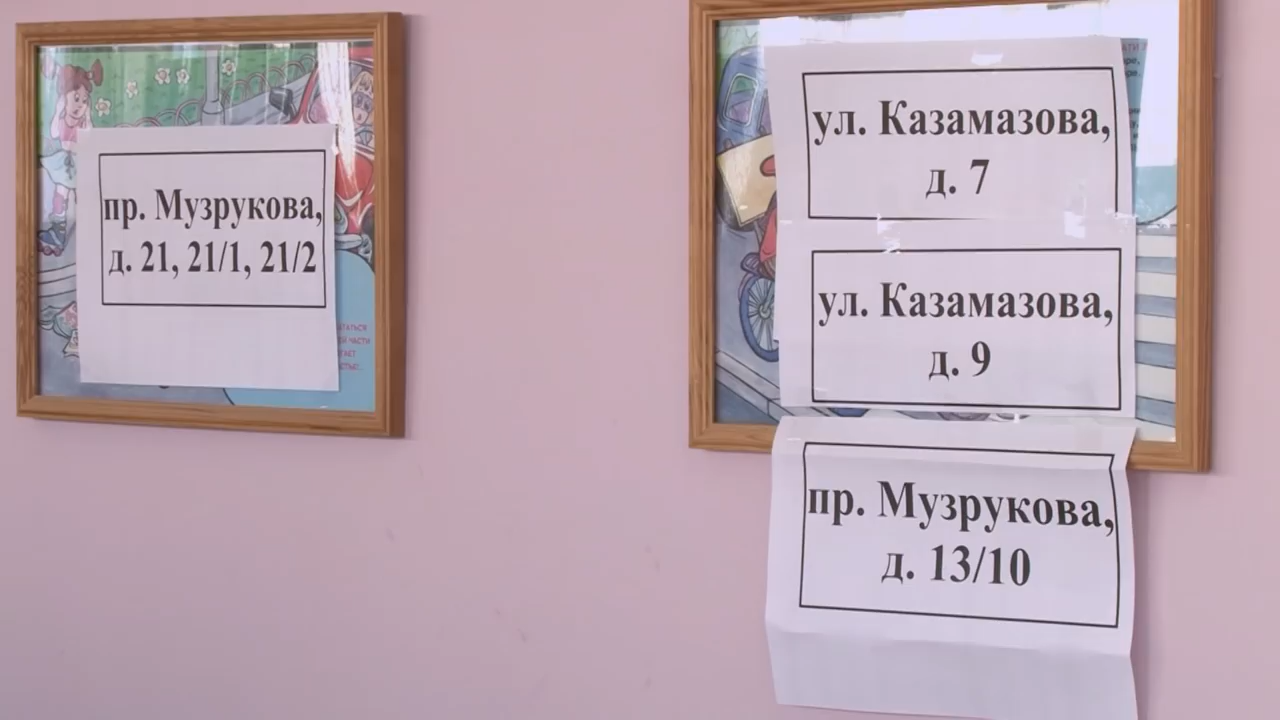 пр. Музрукова,
д. 21, 21/1, 21/2
ул. Казамазова,
д. 7
ул. Казамазова,
д. 9
пр. Музрукова,
д. 13/10